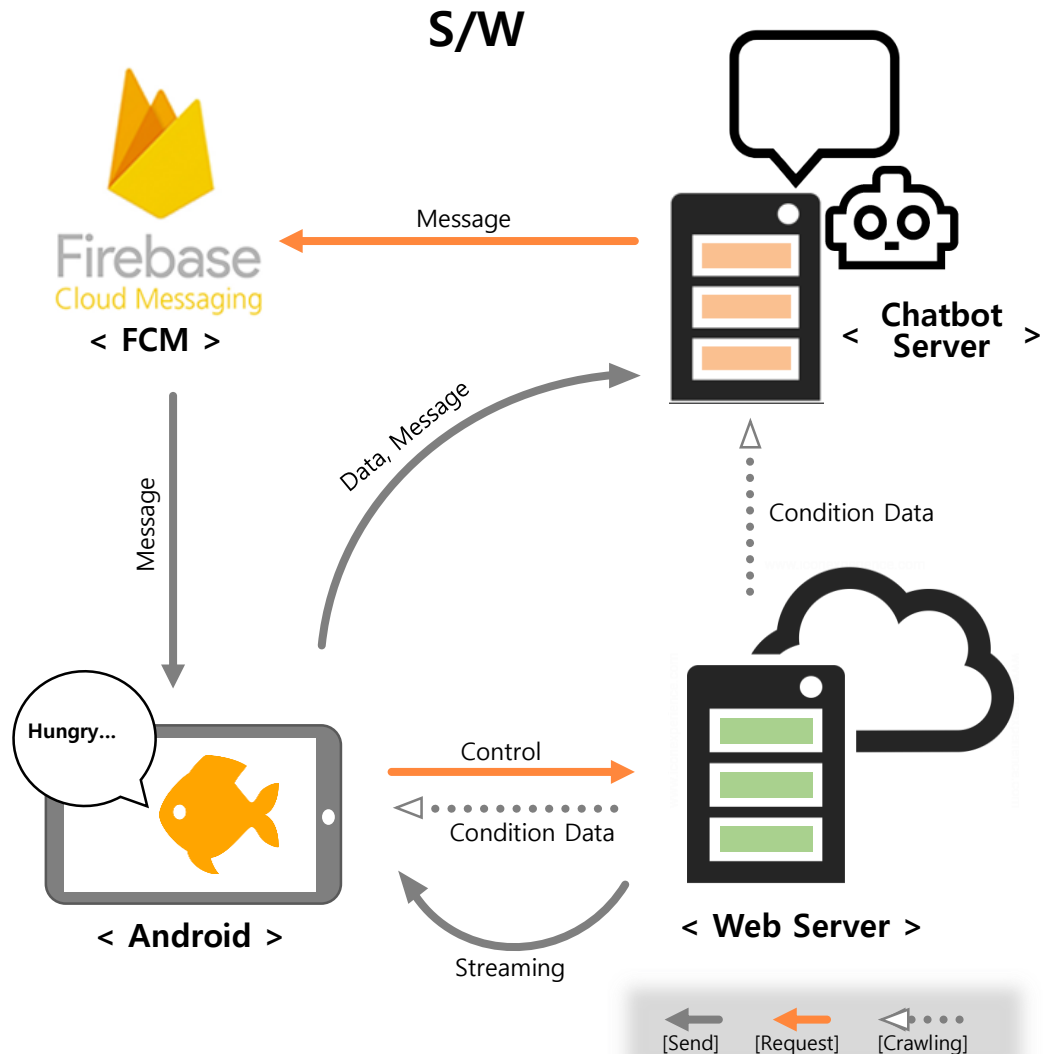 S/W
Message
Firebase
Cloud Messaging
< FCM >
< Chatbot Server >
Data, Message
Message
Condition Data
Hungry...
Control
Condition Data
Streaming
< Android >
< Web Server >
[Send] [Request] [Crawling]